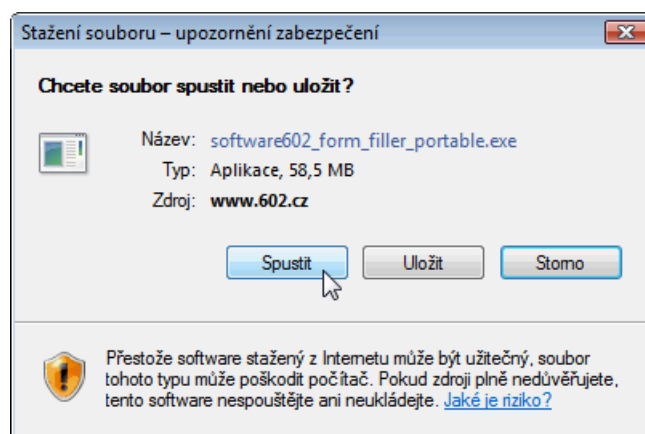 Stažení souboru – upozornění zabezpečení
Chcete soubor spustit nebo uložit?
Název: software602_form_filler_portable.exe
Typ: Aplikace, 58,5 MB
Zdroj: www.602.cz
Spustit Uložit Storno
Přestože software stažený z Internetu může být užitečný, soubor
tohoto typu může poškodit počítač. Pokud zdroji plně nedůvěřujete,
tento software nespouštějte ani neukládejte. Jaké je riziko?